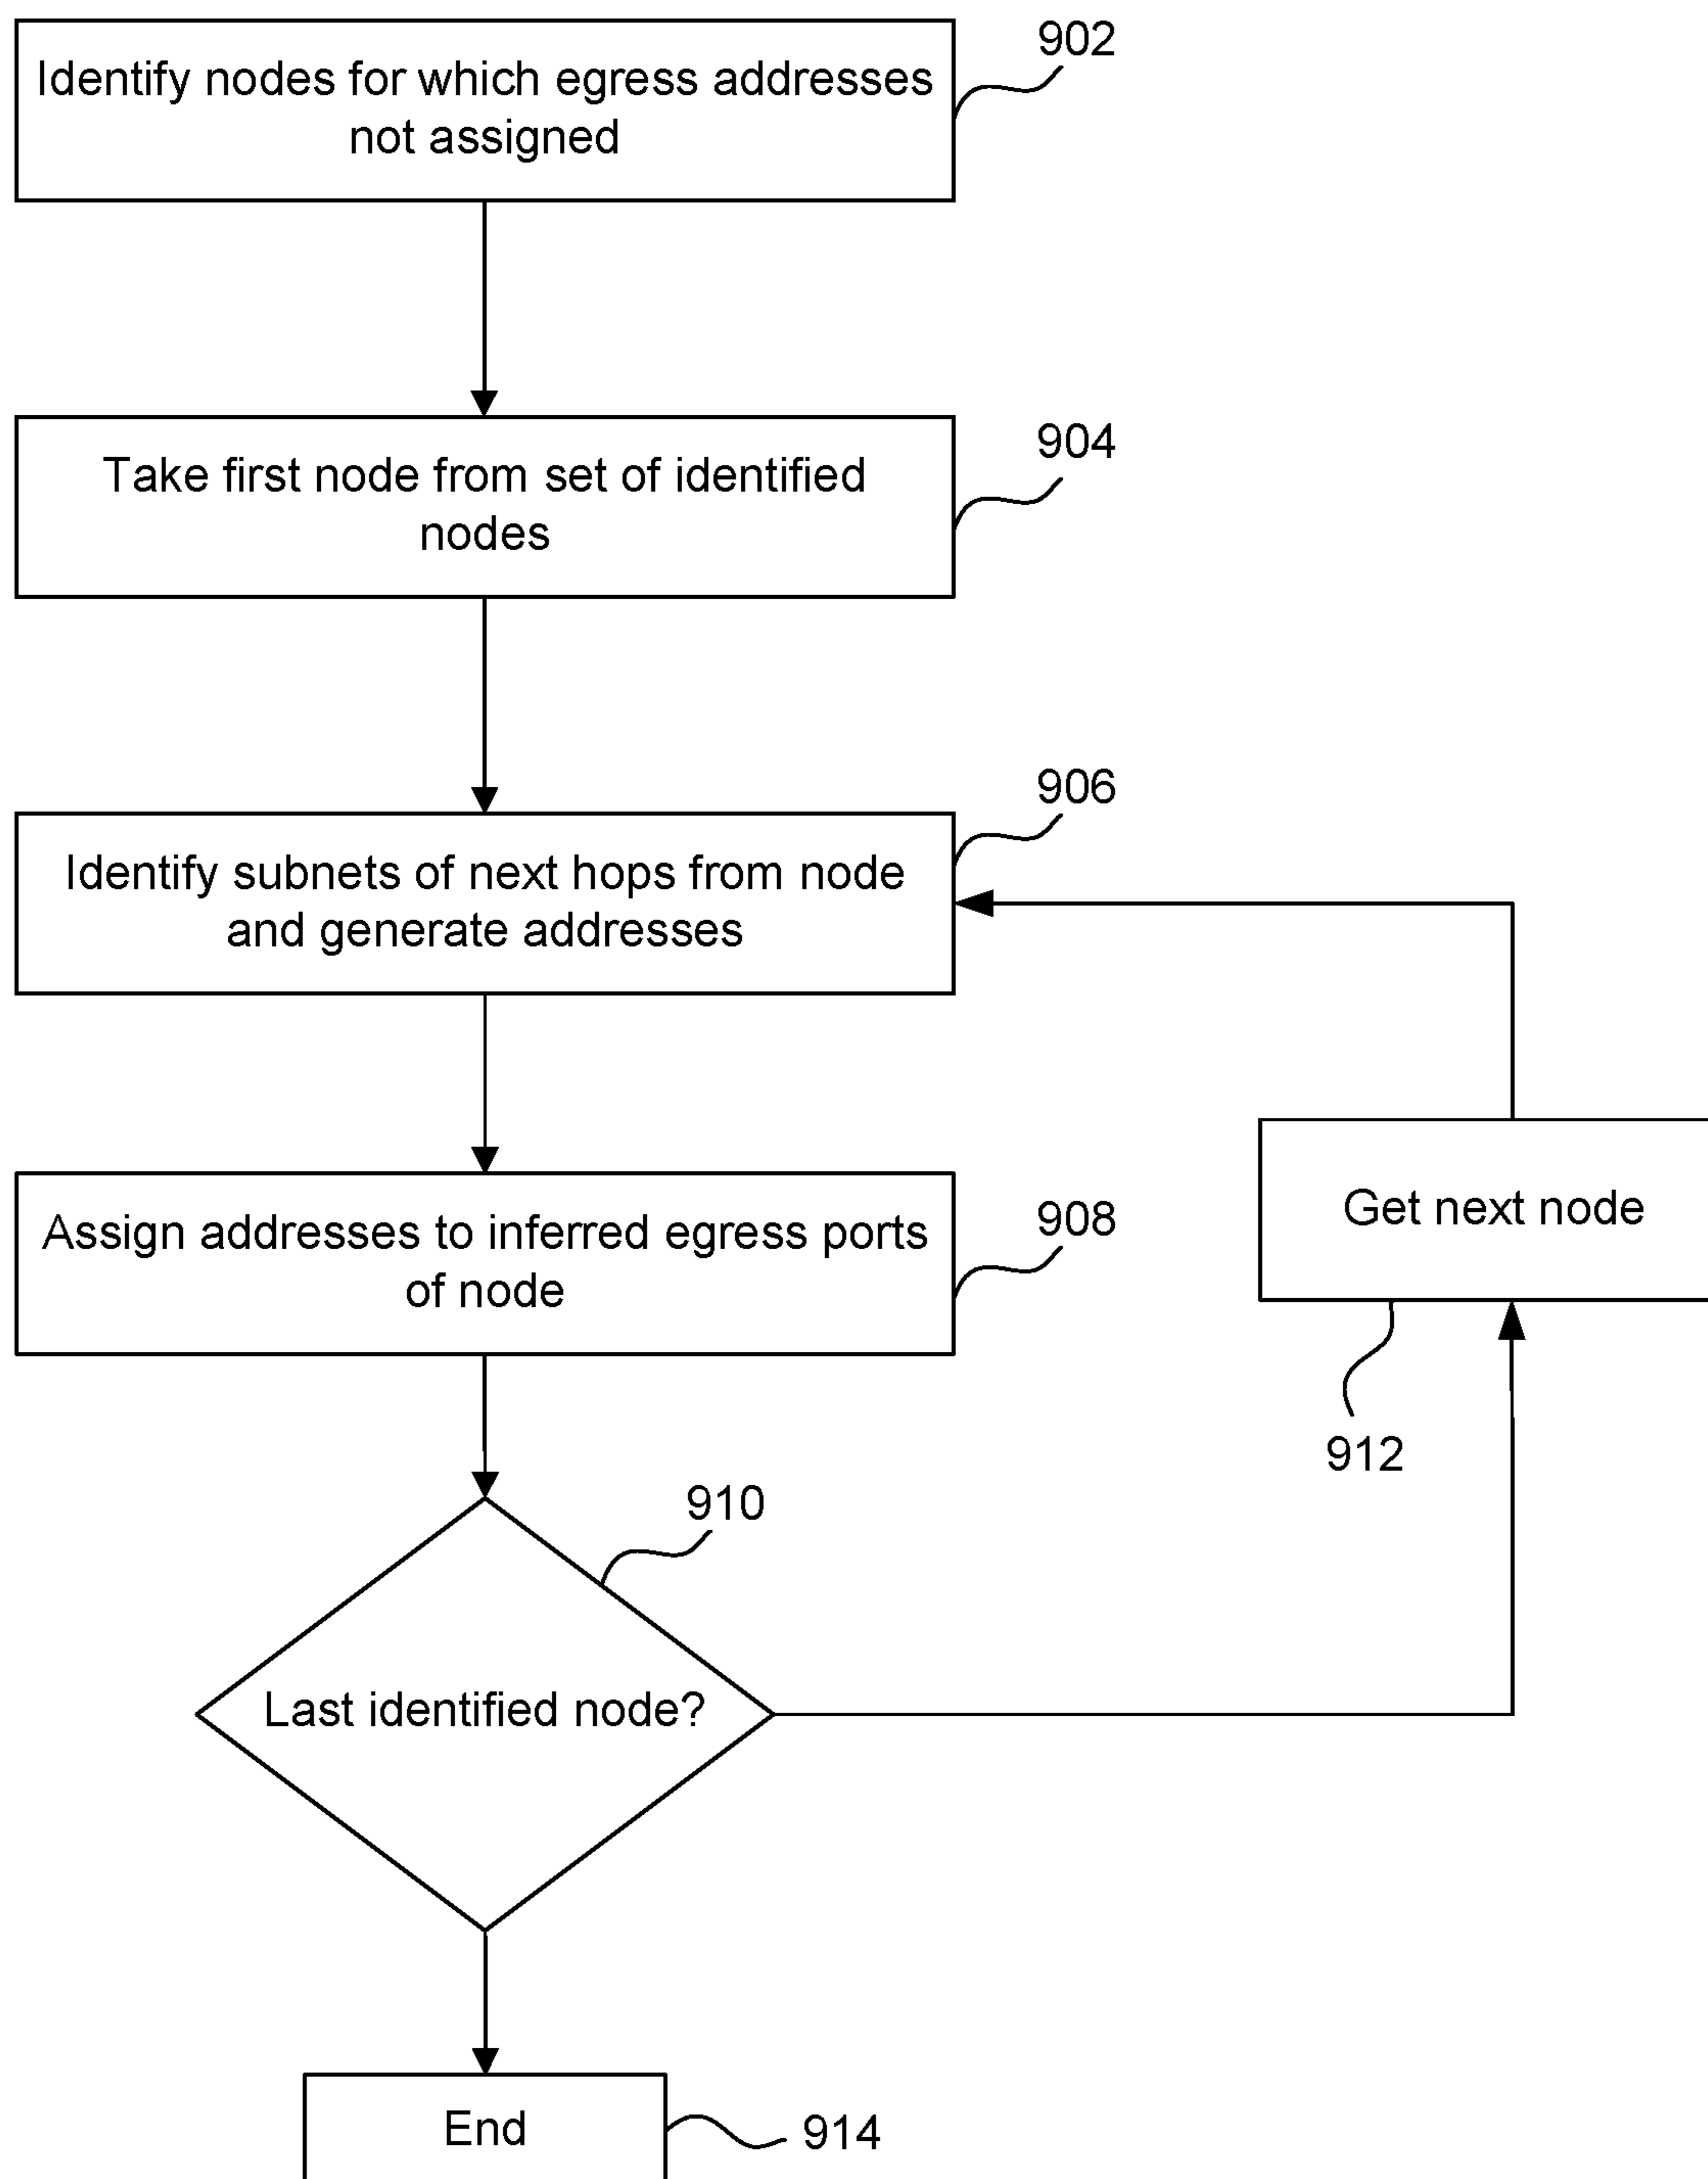 902
Identify nodes for which egress addresses
not assigned
904
Take first node from set of identified
nodes
906
Identify subnets of next hops from node
and generate addresses
908
Assign addresses to inferred egress ports
of node
Get next node
912
910
Last identified node?
End
914